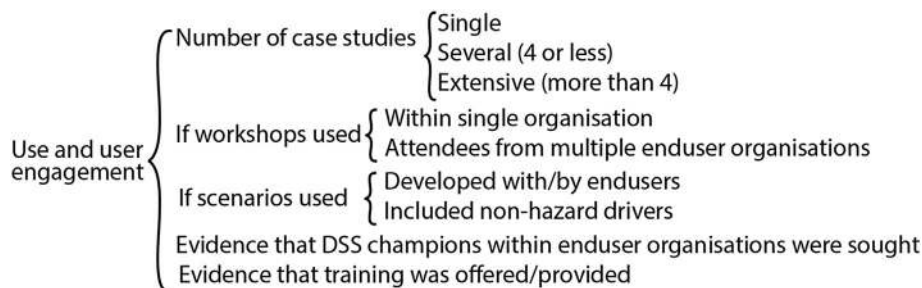 Number of case studies
Single
Several (4 or less)
Extensive (more than 4)
Use and user
engagement
If workshops used
Within single organisation
Attendees from multiple enduser organisations
If scenarios used
Developed with/by endusers
Included non-hazard drivers
Evidence that DSS champions within enduser organisations were sought
Evidence that training was offered/provided